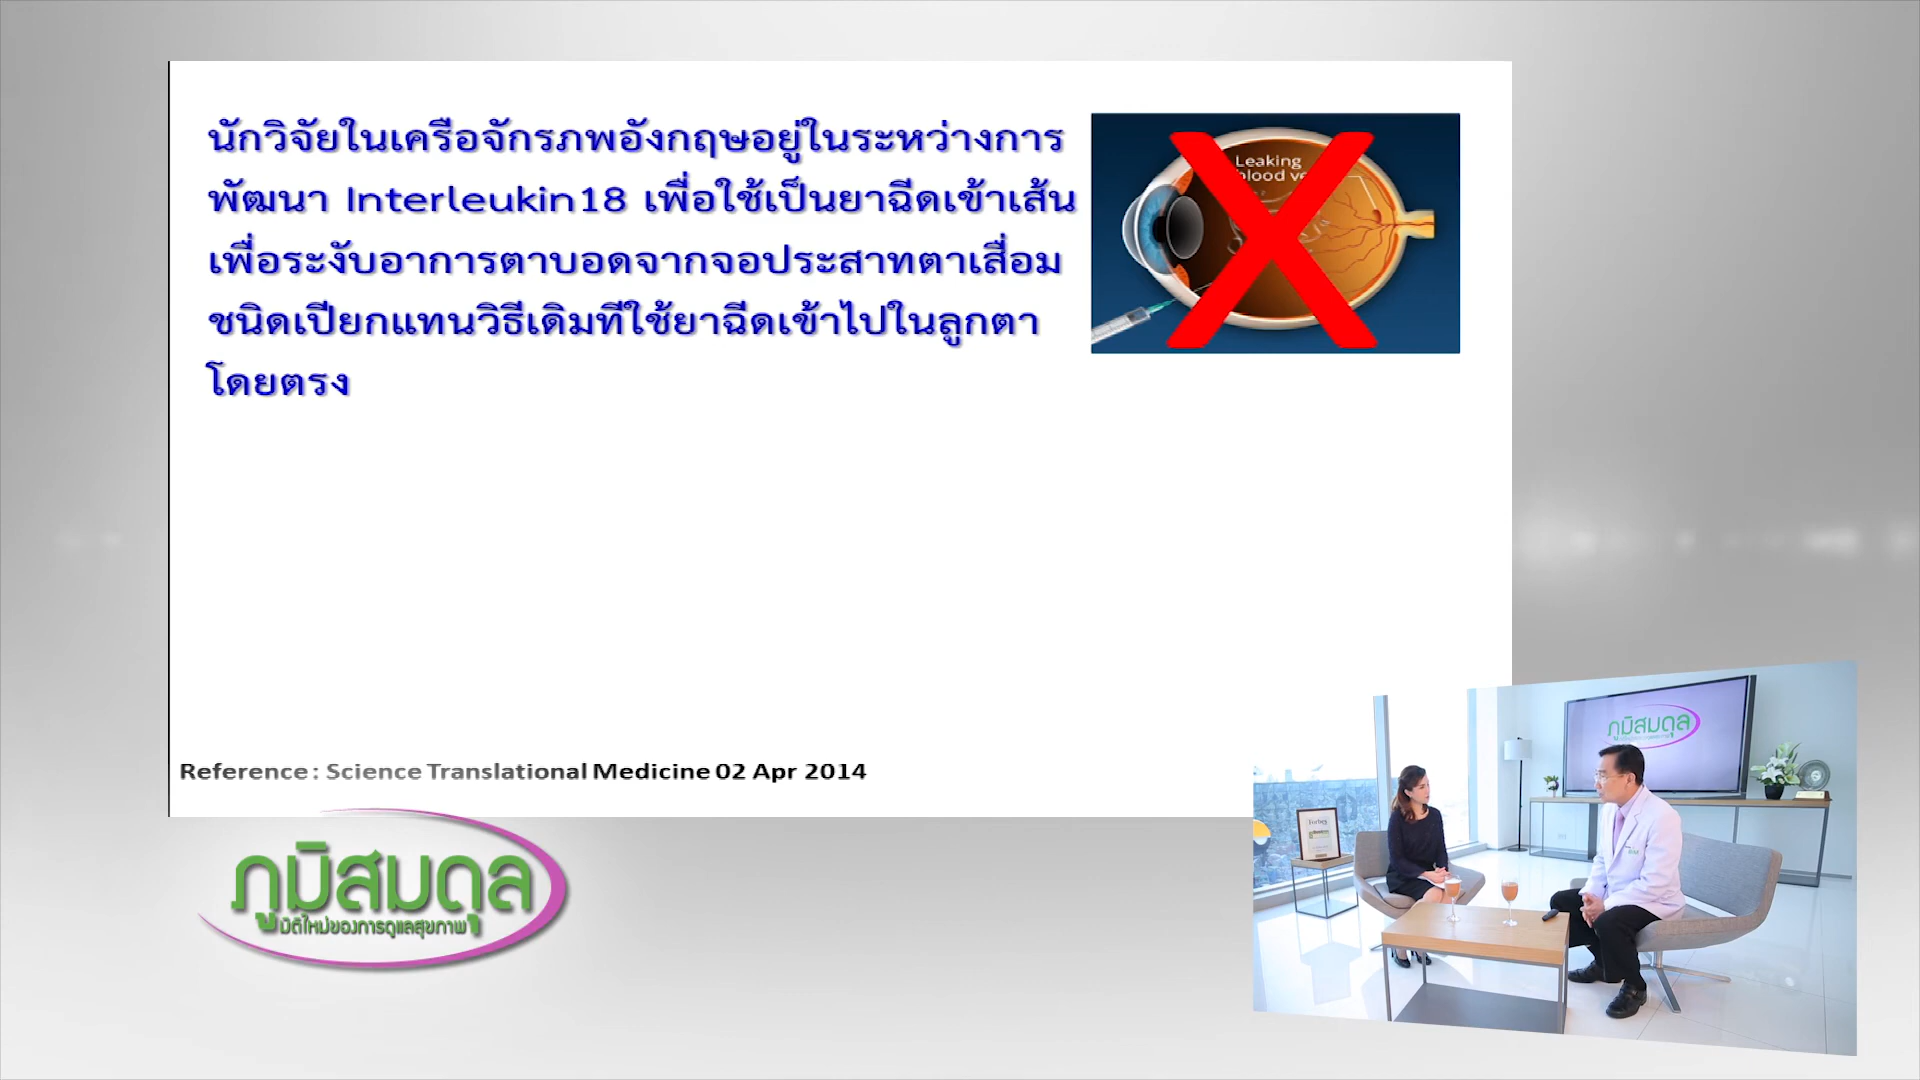 นักวิจัยในเครือจักรภพอังกฤษอยู่ในระหว่างการ
พัฒนา Interleukin18 เพื่อใช้เป็นยาฉีดเข้าเส้น
เพื่อระงับอาการตาบอดจากจอประสาทตาเสื่อม
ชนิดเปียกแทนวิธีเดิมที่ใช้ยาฉีดเข้าไปในลูกตา
โดยตรง
Leaking
blood ve
Reference : Science Translational Medicine 02 Apr 2014
ภูมิสมดุล
มิติใหม่ของการดูแลสุขภาพ
ภูมิสมดุล
Forbes